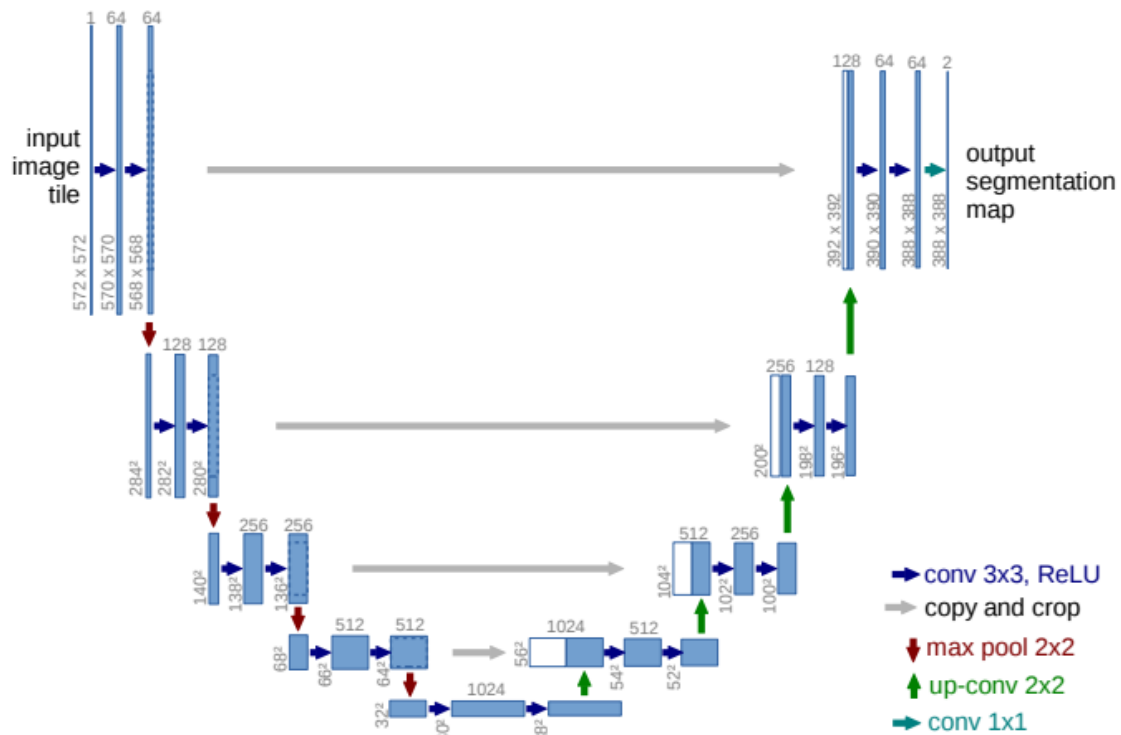 1 64 64
input
image
tile
572 x 572
570 x 570
568 x 568
128 64 64 2
392 x 392
390 x 390
388 x 388
388 x 388
output
segmentation
map
128 128
284²
282²
280²
256 128
200²
198²
196²
256 256
140²
138²
136²
512 256
104²
102²
100²
512 512
68²
66²
64²
1024 512
56²
54²
52²
1024
32²
conv 3x3, ReLU
copy and crop
max pool 2x2
up-conv 2x2
conv 1x1